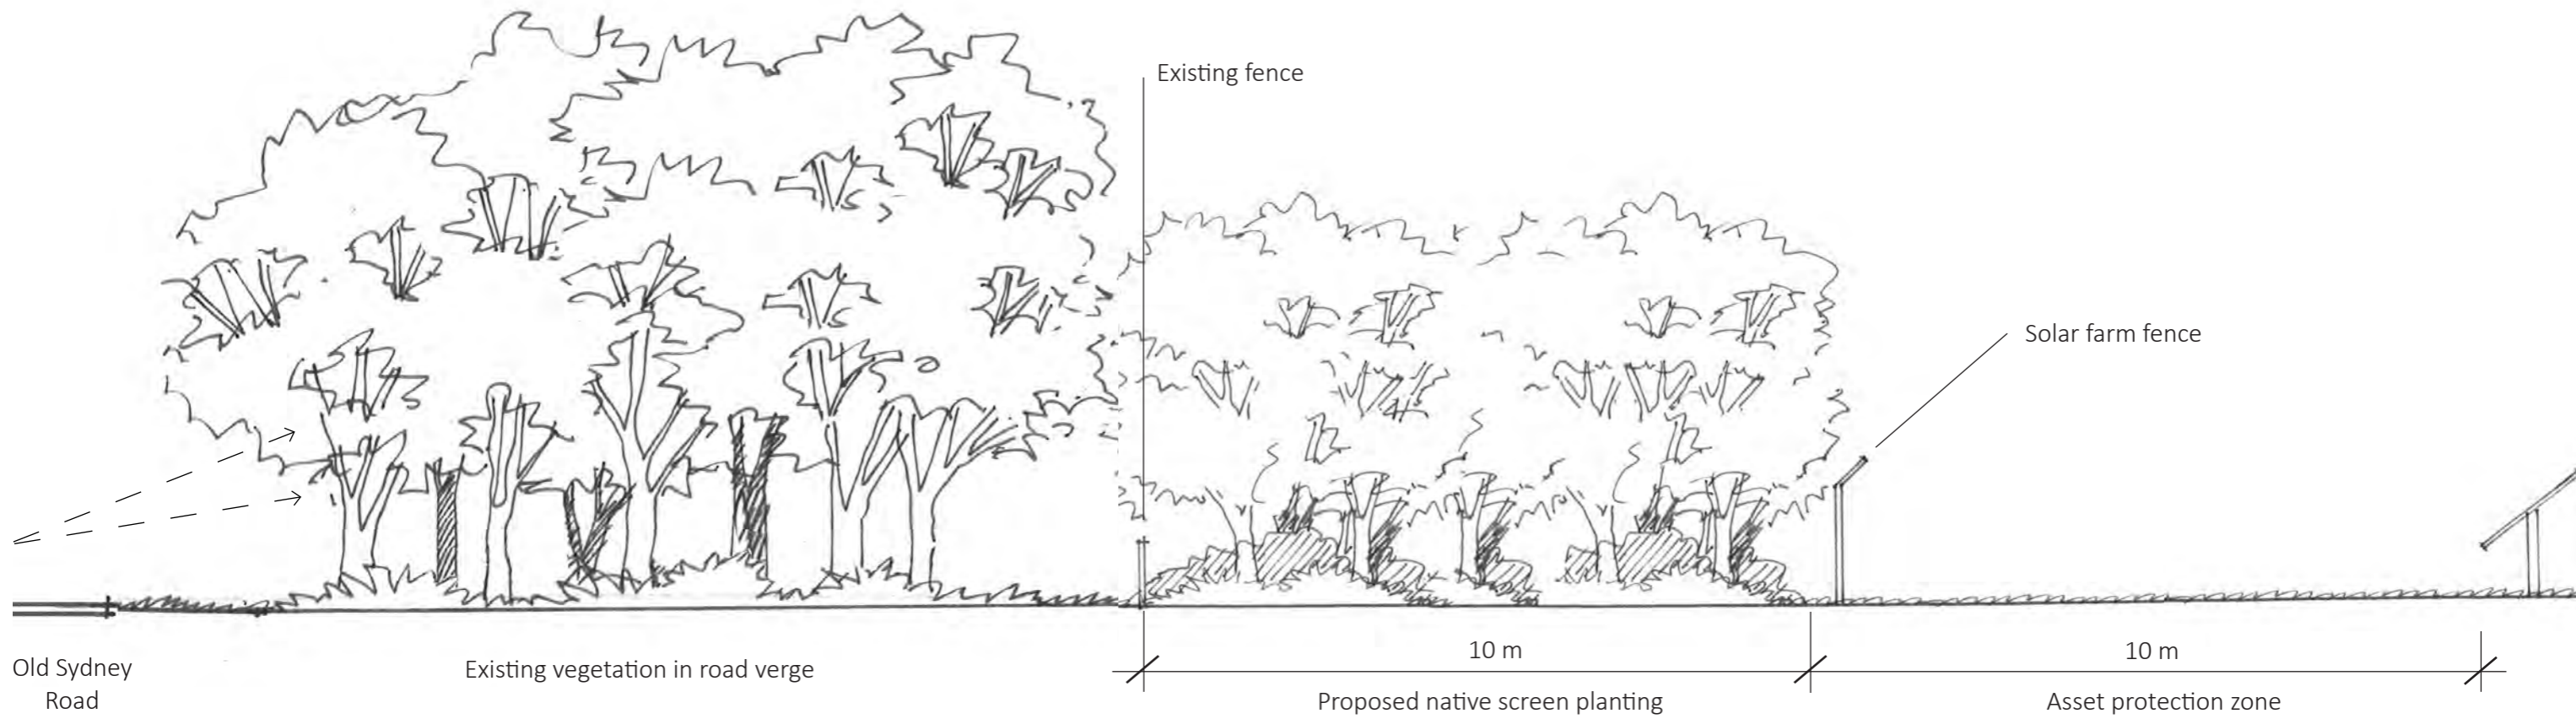 Existing fence
Solar farm fence
Old Sydney
Road
Existing vegetation in road verge
10 m
Proposed native screen planting
10 m
Asset protection zone